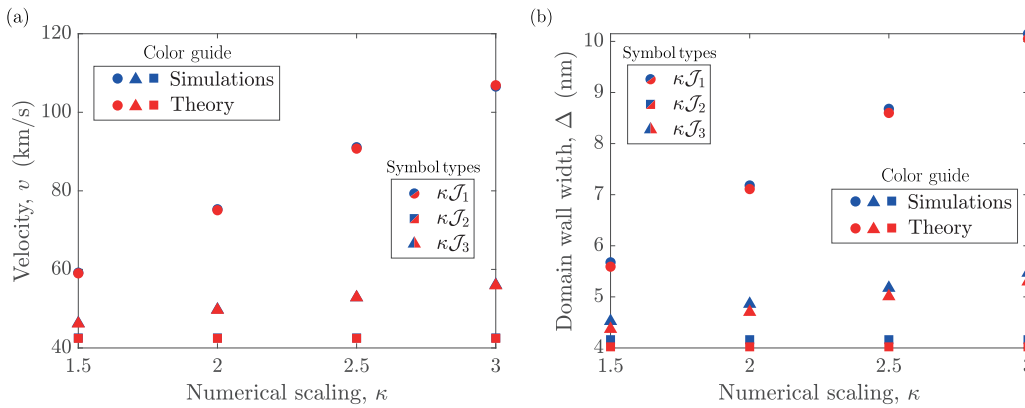 (a)
120
100
80
60
40
Velocity, v (km/s)
Color guide
Simulations
Theory
Symbol types
κJ₁
κJ₂
κJ₃
1.5 2 2.5 3
Numerical scaling, κ
(b)
10
9
8
7
6
5
4
Domain wall width, Δ (nm)
Symbol types
κJ₁
κJ₂
κJ₃
Color guide
Simulations
Theory
1.5 2 2.5 3
Numerical scaling, κ